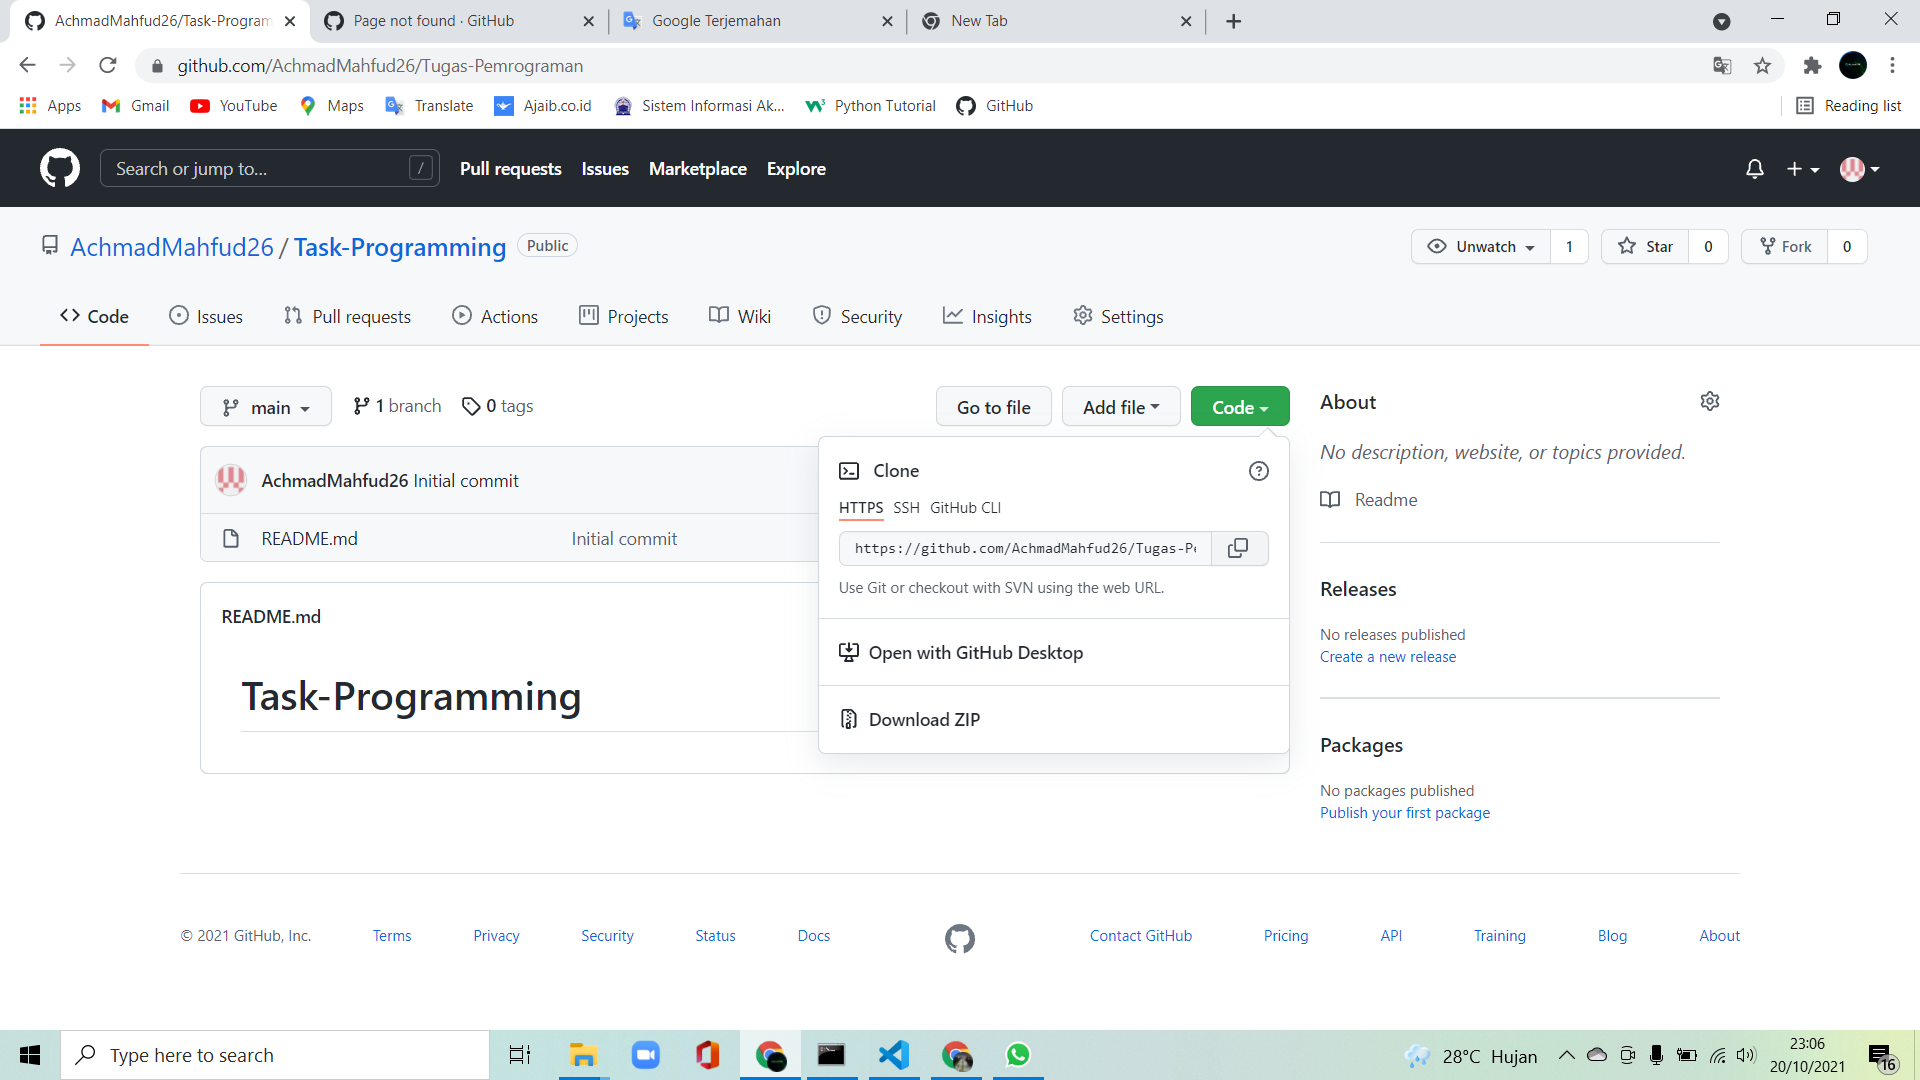 AchmadMahfud26/Task-Program
Page not found · GitHub
Google Terjemahan
New Tab
github.com/AchmadMahfud26/Tugas-Pemrograman
Apps
Gmail
YouTube
Maps
Translate
Ajaib.co.id
Sistem Informasi Ak...
Python Tutorial
GitHub
Reading list
Search or jump to...
/
Pull requests
Issues
Marketplace
Explore
AchmadMahfud26 / Task-Programming
Public
Unwatch 1
Star 0
Fork 0
Code
Issues
Pull requests
Actions
Projects
Wiki
Security
Insights
Settings
main
1 branch
0 tags
Go to file
Add file
Code
About
No description, website, or topics provided.
Readme
AchmadMahfud26 Initial commit
README.md
Initial commit
Clone
HTTPS SSH GitHub CLI
https://github.com/AchmadMahfud26/Tugas-Pe
Use Git or checkout with SVN using the web URL.
Open with GitHub Desktop
Download ZIP
README.md
Task-Programming
Releases
No releases published
Create a new release
Packages
No packages published
Publish your first package
© 2021 GitHub, Inc.
Terms
Privacy
Security
Status
Docs
Contact GitHub
Pricing
API
Training
Blog
About
Type here to search
28°C Hujan
23:06
20/10/2021
16